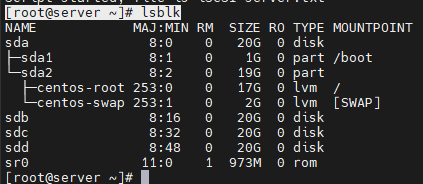 [root@server ~]# lsblk
NAME            MAJ:MIN RM  SIZE RO TYPE MOUNTPOINT
sda               8:0    0   20G  0 disk
├─sda1            8:1    0    1G  0 part /boot
└─sda2            8:2    0   19G  0 part
  ├─centos-root 253:0    0   17G  0 lvm  /
  └─centos-swap 253:1    0    2G  0 lvm  [SWAP]
sdb               8:16   0   20G  0 disk
sdc               8:32   0   20G  0 disk
sdd               8:48   0   20G  0 disk
sr0              11:0    1  973M  0 rom
[root@server ~]#